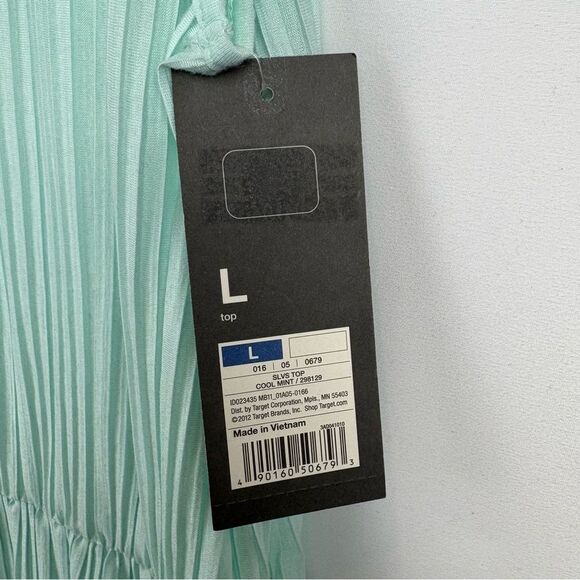 L
top
L
016 | 05 | 0679
SLVS TOP
COOL MINT / 298129
ID023435 MB11_01A05-0166
Dist. by Target Corporation, Mpls., MN 55403
©2012 Target Brands, Inc. Shop Target.com
Made in Vietnam 3AD041010
4 90160 50679 3